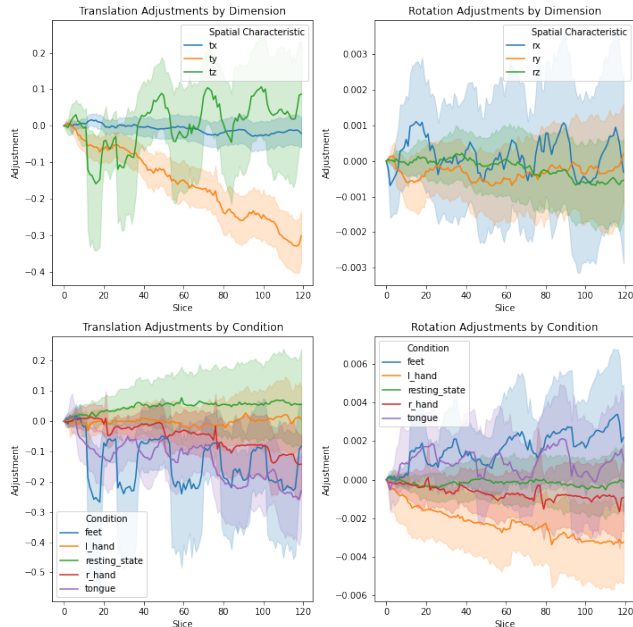 Translation Adjustments by Dimension
Spatial Characteristic
tx
ty
tz
0.2
0.1
0.0
−0.1
−0.2
−0.3
−0.4
Adjustment
0 20 40 60 80 100 120
Slice
Rotation Adjustments by Dimension
Spatial Characteristic
rx
ry
rz
0.003
0.002
0.001
0.000
−0.001
−0.002
−0.003
Adjustment
0 20 40 60 80 100 120
Slice
Translation Adjustments by Condition
0.2
0.1
0.0
−0.1
−0.2
−0.3
−0.4
−0.5
Adjustment
Condition
feet
l_hand
resting_state
r_hand
tongue
0 20 40 60 80 100 120
Slice
Rotation Adjustments by Condition
Condition
feet
l_hand
resting_state
r_hand
tongue
0.006
0.004
0.002
0.000
−0.002
−0.004
−0.006
Adjustment
0 20 40 60 80 100 120
Slice